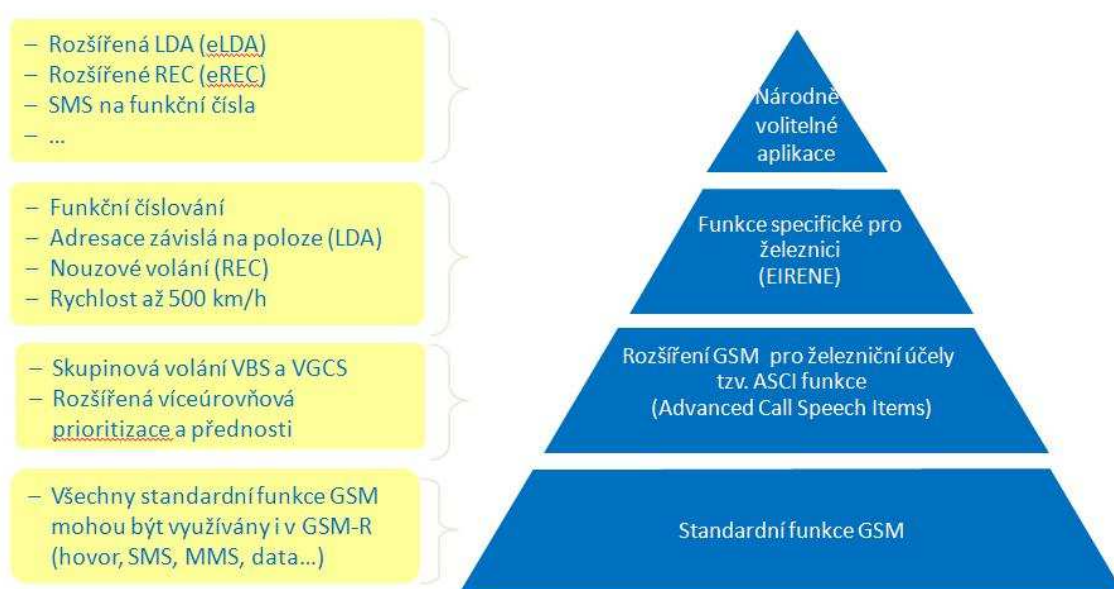 – Rozšířená LDA (eLDA)
– Rozšířené REC (eREC)
– SMS na funkční čísla
– ...
Národně
volitelné
aplikace
– Funkční číslování
– Adresace závislá na poloze (LDA)
– Nouzové volání (REC)
– Rychlost až 500 km/h
Funkce specifické pro
železnici
(EIRENE)
– Skupinová volání VBS a VGCS
– Rozšířená víceúrovňová
prioritizace a přednosti
Rozšíření GSM pro železniční účely
tzv. ASCI funkce
(Advanced Call Speech Items)
– Všechny standardní funkce GSM
mohou být využívány i v GSM-R
(hovor, SMS, MMS, data...)
Standardní funkce GSM